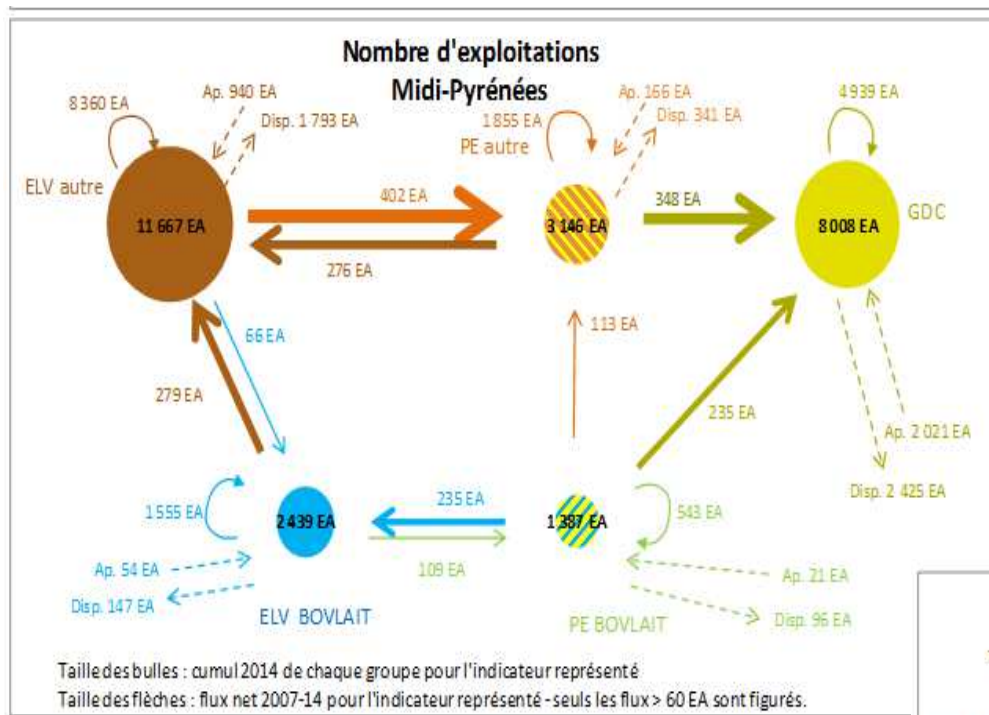 Nombre d'exploitations
Midi-Pyrénées
8 360 EA
Ap. 940 EA
Disp. 1 793 EA
1 855 EA
PE autre
Ap. 166 EA
Disp. 341 EA
4 939 EA
ELV autre
11 667 EA
402 EA
276 EA
3 146 EA
348 EA
8 008 EA
GDC
66 EA
279 EA
113 EA
235 EA
Ap. 2 021 EA
Disp. 2 425 EA
1 555 EA
2 439 EA
235 EA
109 EA
1 387 EA
543 EA
Ap. 54 EA
Disp. 147 EA
Ap. 21 EA
Disp. 96 EA
ELV BOVLAIT
PE BOVLAIT
Taille des bulles : cumul 2014 de chaque groupe pour l'indicateur représenté
Taille des flèches : flux net 2007-14 pour l'indicateur représenté - seuls les flux > 60 EA sont figurés.